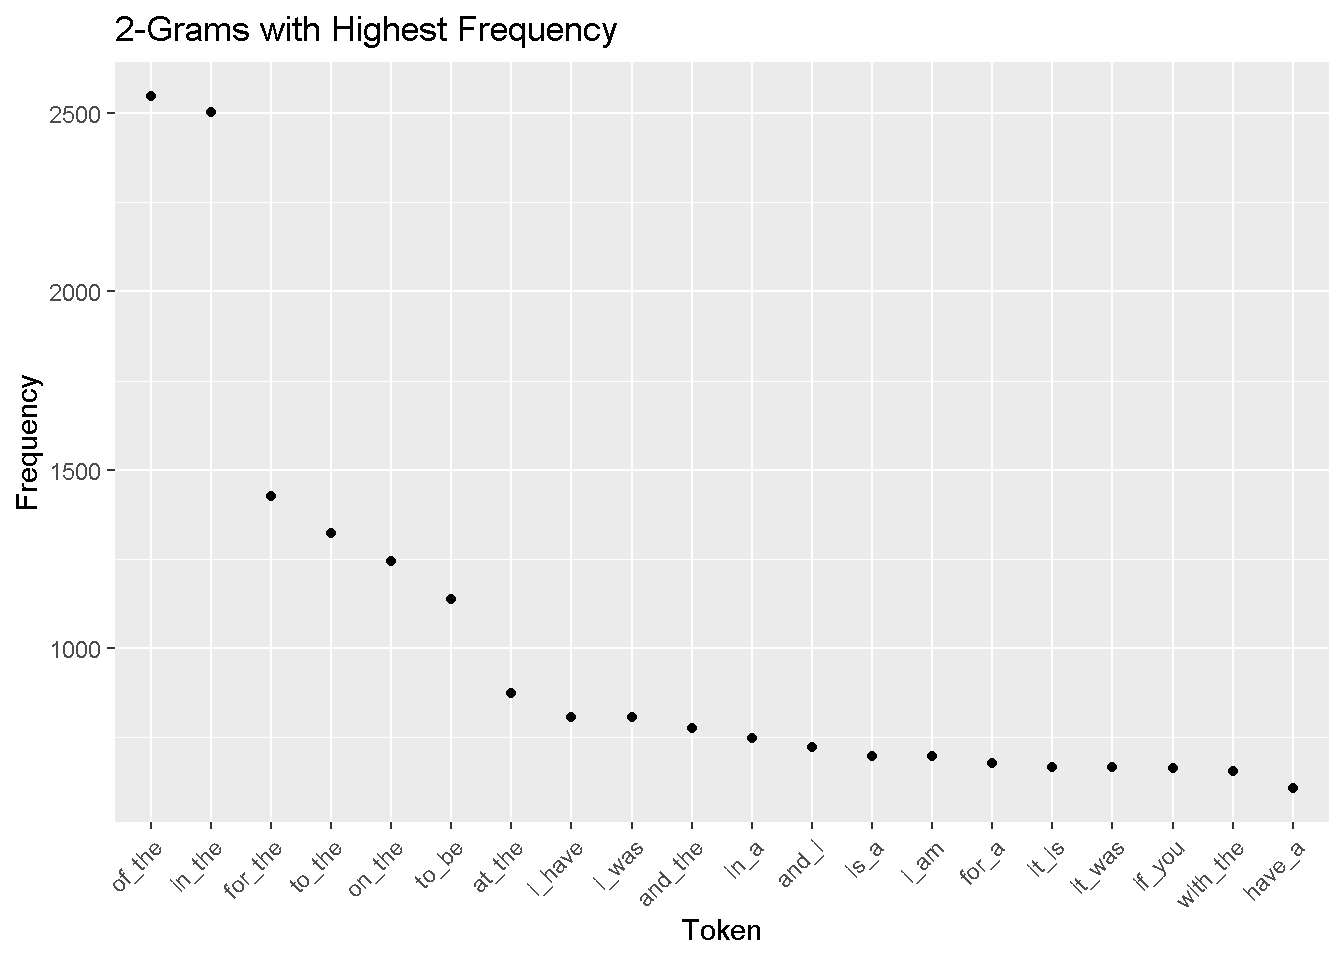 2-Grams with Highest Frequency
2500
2000
1500
1000
Frequency
of_the
in_the
for_the
to_the
on_the
to_be
at_the
i_have
i_was
and_the
in_a
and_i
is_a
i_am
for_a
it_is
it_was
if_you
with_the
have_a
Token